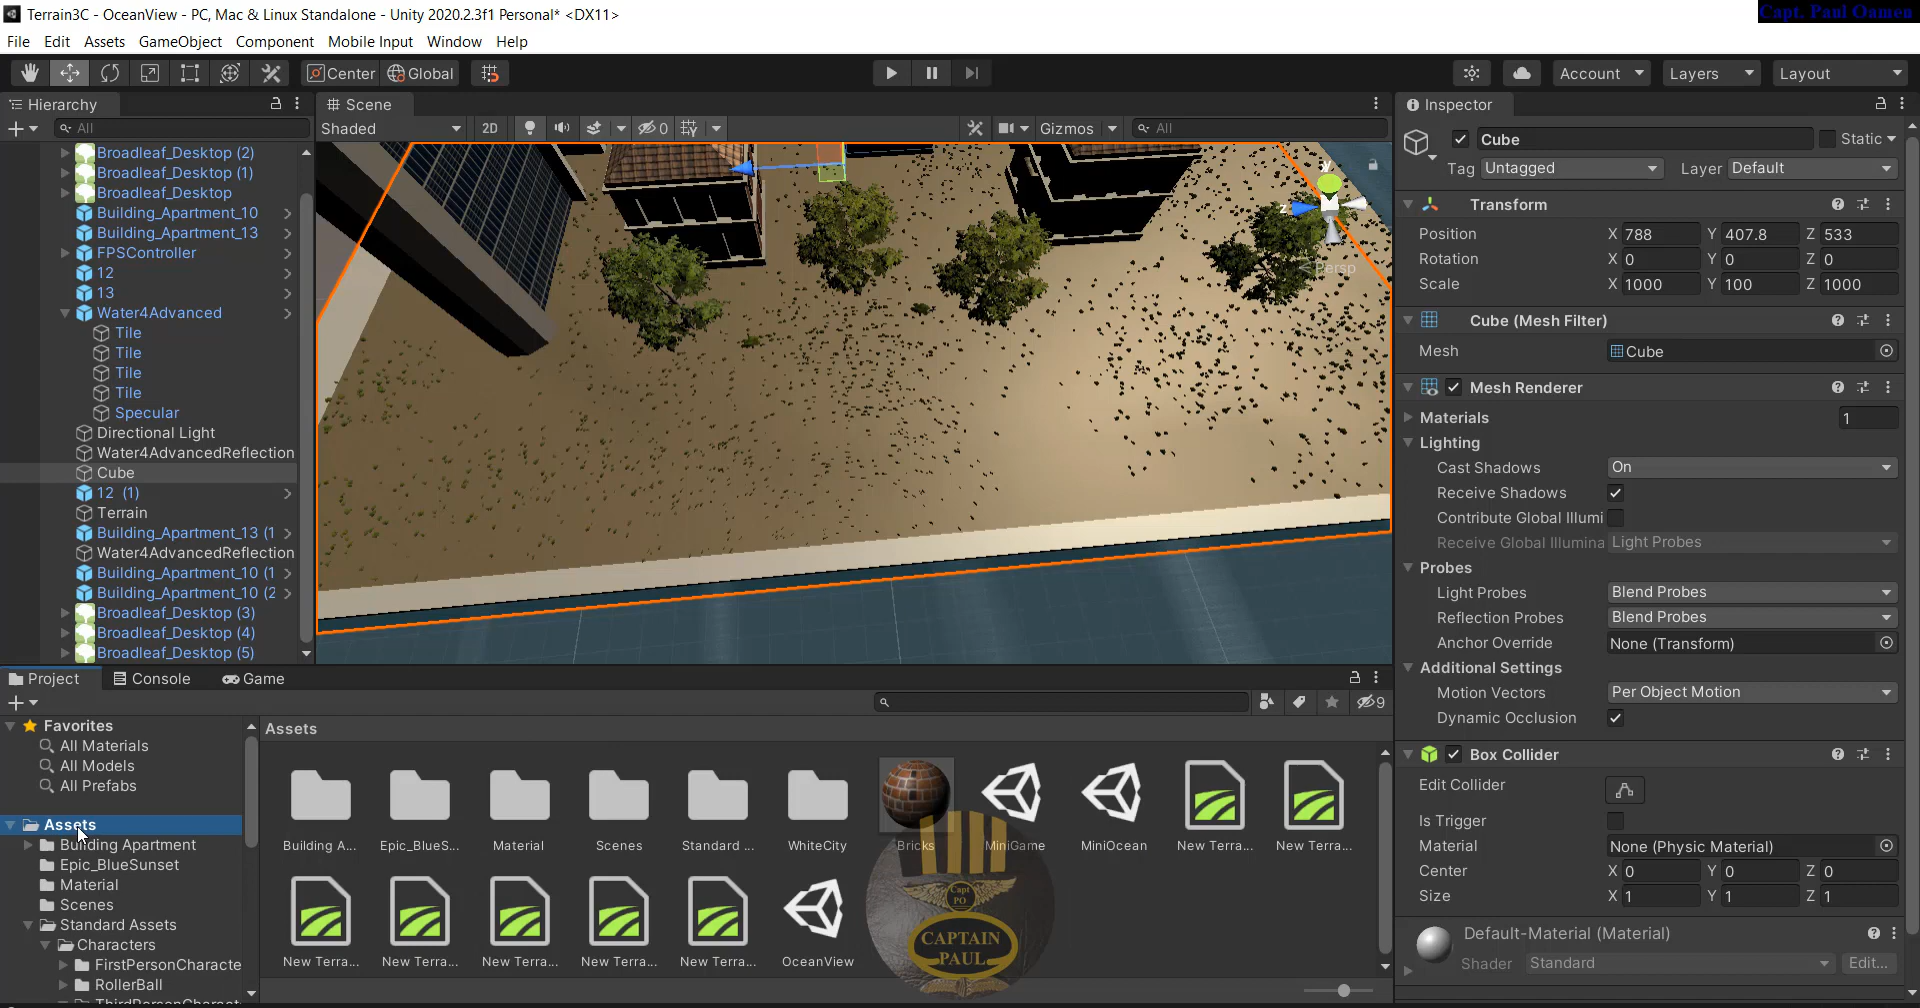 Terrain3C - OceanView - PC, Mac & Linux Standalone - Unity 2020.2.3f1 Personal* <DX11>
Capt. Paul Oamen
File Edit Assets GameObject Component Mobile Input Window Help
Center Global Account Layers Layout
Hierarchy
All
Broadleaf_Desktop (2)
Broadleaf_Desktop (1)
Broadleaf_Desktop
Building_Apartment_10
Building_Apartment_13
FPSController
12
13
Water4Advanced
Tile
Tile
Tile
Tile
Specular
Directional Light
Water4AdvancedReflection
Cube
12 (1)
Terrain
Building_Apartment_13 (1
Water4AdvancedReflection
Building_Apartment_10 (1
Building_Apartment_10 (2
Broadleaf_Desktop (3)
Broadleaf_Desktop (4)
Broadleaf_Desktop (5)
Scene
Shaded 2D 0 Gizmos All
y
z
Persp
Inspector
Cube Static
Tag Untagged Layer Default
Transform
Position X 788 Y 407.8 Z 533
Rotation X 0 Y 0 Z 0
Scale X 1000 Y 100 Z 1000
Cube (Mesh Filter)
Mesh Cube
Mesh Renderer
Materials 1
Lighting
Cast Shadows On
Receive Shadows
Contribute Global Illumi
Receive Global Illumina Light Probes
Probes
Light Probes Blend Probes
Reflection Probes Blend Probes
Anchor Override None (Transform)
Additional Settings
Motion Vectors Per Object Motion
Dynamic Occlusion
Box Collider
Edit Collider
Is Trigger
Material None (Physic Material)
Center X 0 Y 0 Z 0
Size X 1 Y 1 Z 1
Default-Material (Material)
Shader Standard Edit...
Project Console Game
9
Favorites
All Materials
All Models
All Prefabs
Assets
Building Apartment
Epic_BlueSunset
Material
Scenes
Standard Assets
Characters
FirstPersonCharacte
RollerBall
ThirdPersonCharact
Assets
Building A... Epic_BlueS... Material Scenes Standard ... WhiteCity Bricks MiniGame MiniOcean New Terra... New Terra...
New Terra... New Terra... New Terra... New Terra... New Terra... OceanView
Capt
PO
CAPTAIN
PAUL